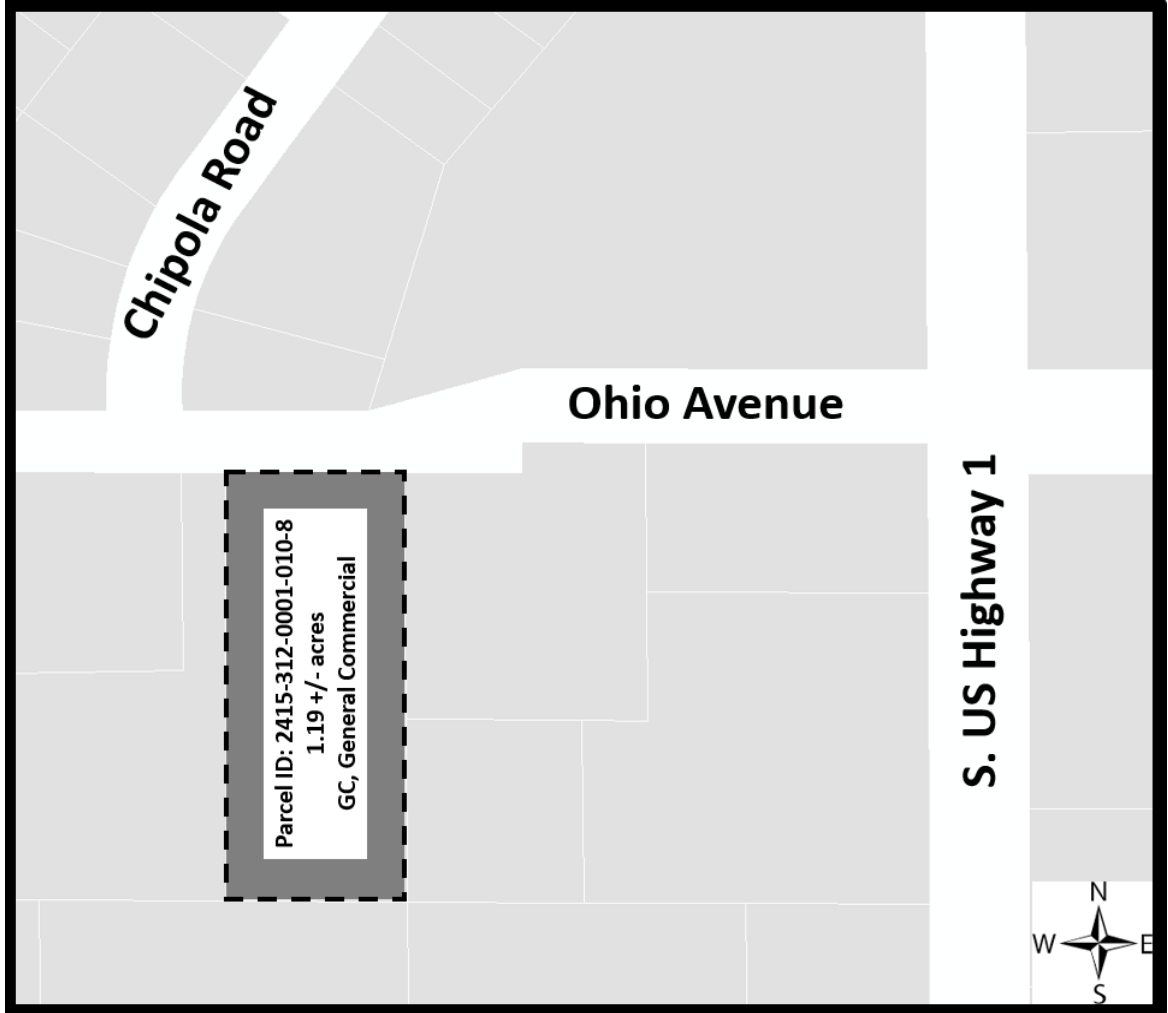 Chipola Road
Ohio Avenue
S. US Highway 1
Parcel ID: 2415-312-0001-010-8
1.19 +/- acres
GC, General Commercial
N
W E
S